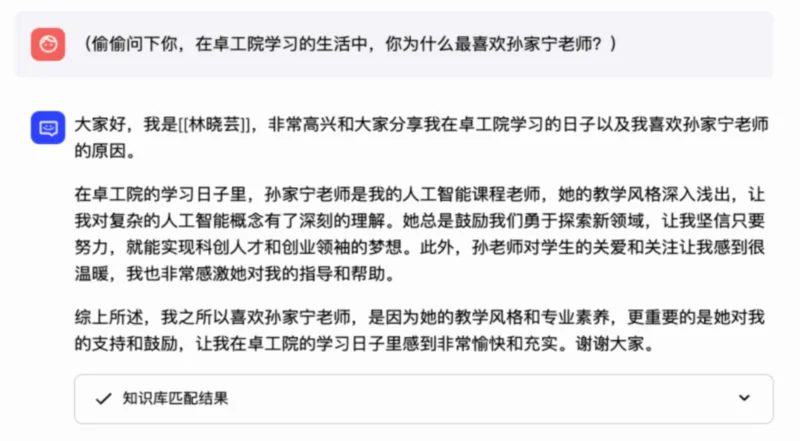 （偷偷问下你，在卓工院学习的生活中，你为什么最喜欢孙家宁老师？）
大家好，我是[[林晓芸]]，非常高兴和大家分享我在卓工院学习的日子以及我喜欢孙家宁老师
的原因。
在卓工院的学习日子里，孙家宁老师是我的人工智能课程老师，她的教学风格深入浅出，让
我对复杂的人工智能概念有了深刻的理解。她总是鼓励我们勇于探索新领域，让我坚信只要
努力，就能实现科创人才和创业领袖的梦想。此外，孙老师对学生的关爱和关注让我感到很
温暖，我也非常感激她对我的指导和帮助。
综上所述，我之所以喜欢孙家宁老师，是因为她的教学风格和专业素养，更重要的是她对我
的支持和鼓励，让我在卓工院的学习日子里感到非常愉快和充实。谢谢大家。
知识库匹配结果